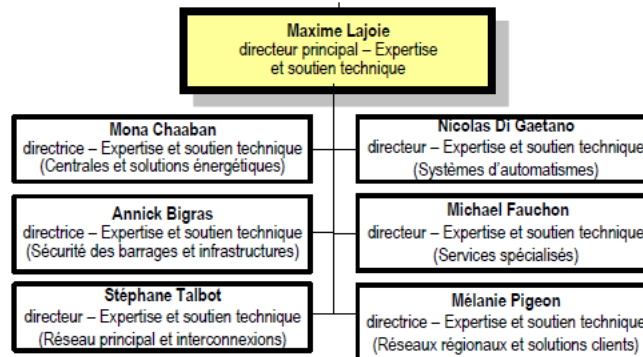 Maxime Lajoie
directeur principal – Expertise
et soutien technique
Mona Chaaban
directrice – Expertise et soutien technique
(Centrales et solutions énergétiques)
Nicolas Di Gaetano
directeur – Expertise et soutien technique
(Systèmes d'automatismes)
Annick Bigras
directrice – Expertise et soutien technique
(Sécurité des barrages et infrastructures)
Michael Fauchon
directeur – Expertise et soutien technique
(Services spécialisés)
Stéphane Talbot
directeur – Expertise et soutien technique
(Réseau principal et interconnexions)
Mélanie Pigeon
directrice – Expertise et soutien technique
(Réseaux régionaux et solutions clients)